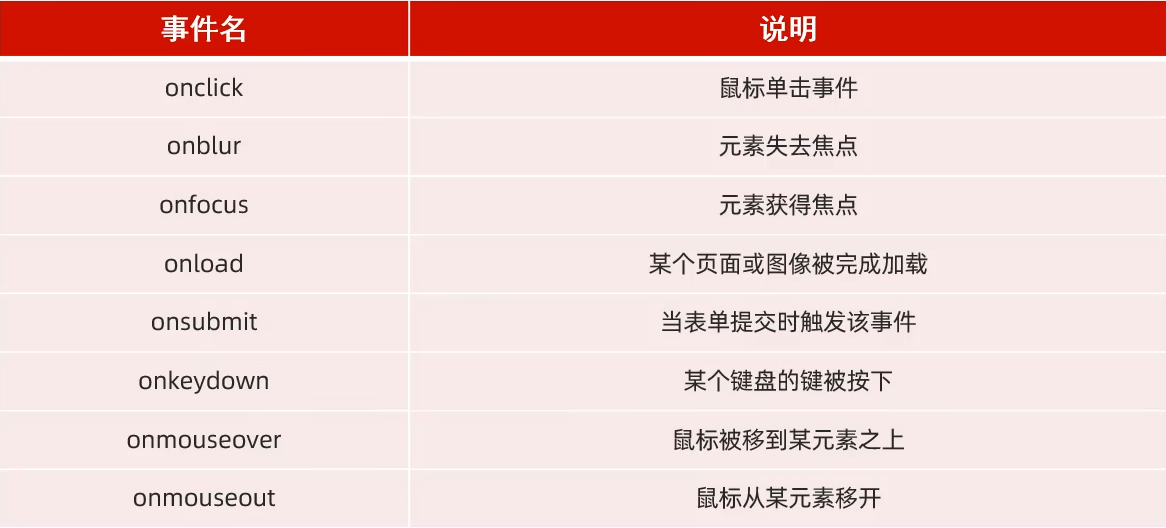 事件名 说明
onclick 鼠标单击事件
onblur 元素失去焦点
onfocus 元素获得焦点
onload 某个页面或图像被完成加载
onsubmit 当表单提交时触发该事件
onkeydown 某个键盘的键被按下
onmouseover 鼠标被移到某元素之上
onmouseout 鼠标从某元素移开